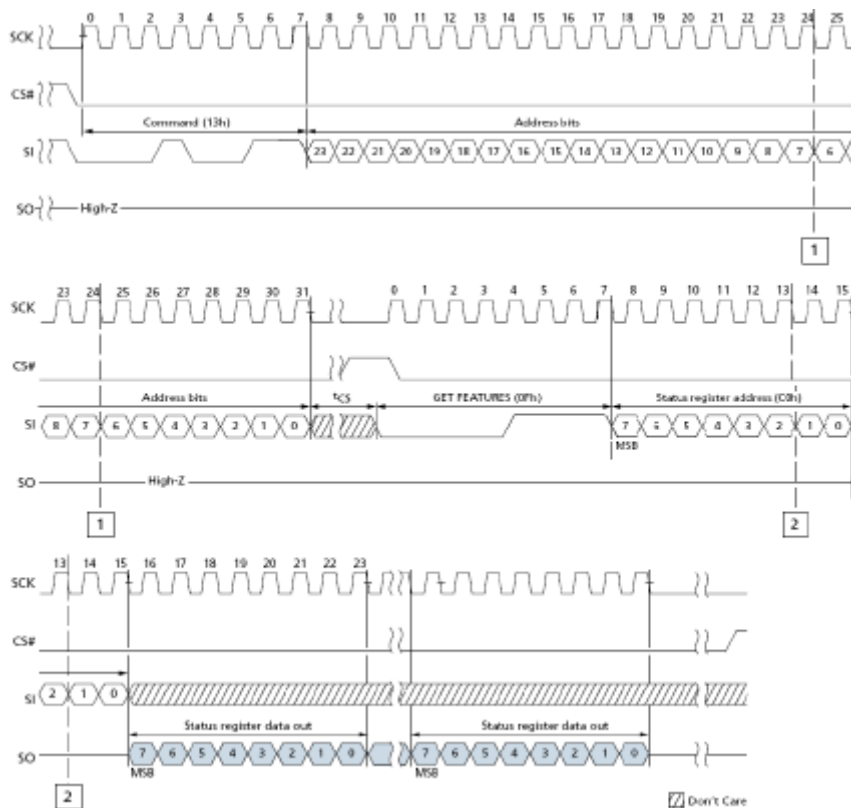 0 1 2 3 4 5 6 7 8 9 10 11 12 13 14 15 16 17 18 19 20 21 22 23 24 25
SCK
CS#
Command (13h) Address bits
SI 23 22 21 20 19 18 17 16 15 14 13 12 11 10 9 8 7 6
SO High-Z
1
23 24 25 26 27 28 29 30 31 0 1 2 3 4 5 6 7 8 9 10 11 12 13 14 15
SCK
CS#
Address bits tCS GET FEATURES (0Fh) Status register address (C0h)
SI 8 7 6 5 4 3 2 1 0 7 6 5 4 3 2 1 0
MSB
SO High-Z
1 2
13 14 15 16 17 18 19 20 21 22 23
SCK
CS#
SI 2 1 0
Status register data out Status register data out
SO 7 6 5 4 3 2 1 0 7 6 5 4 3 2 1 0
MSB MSB
2
Don't Care